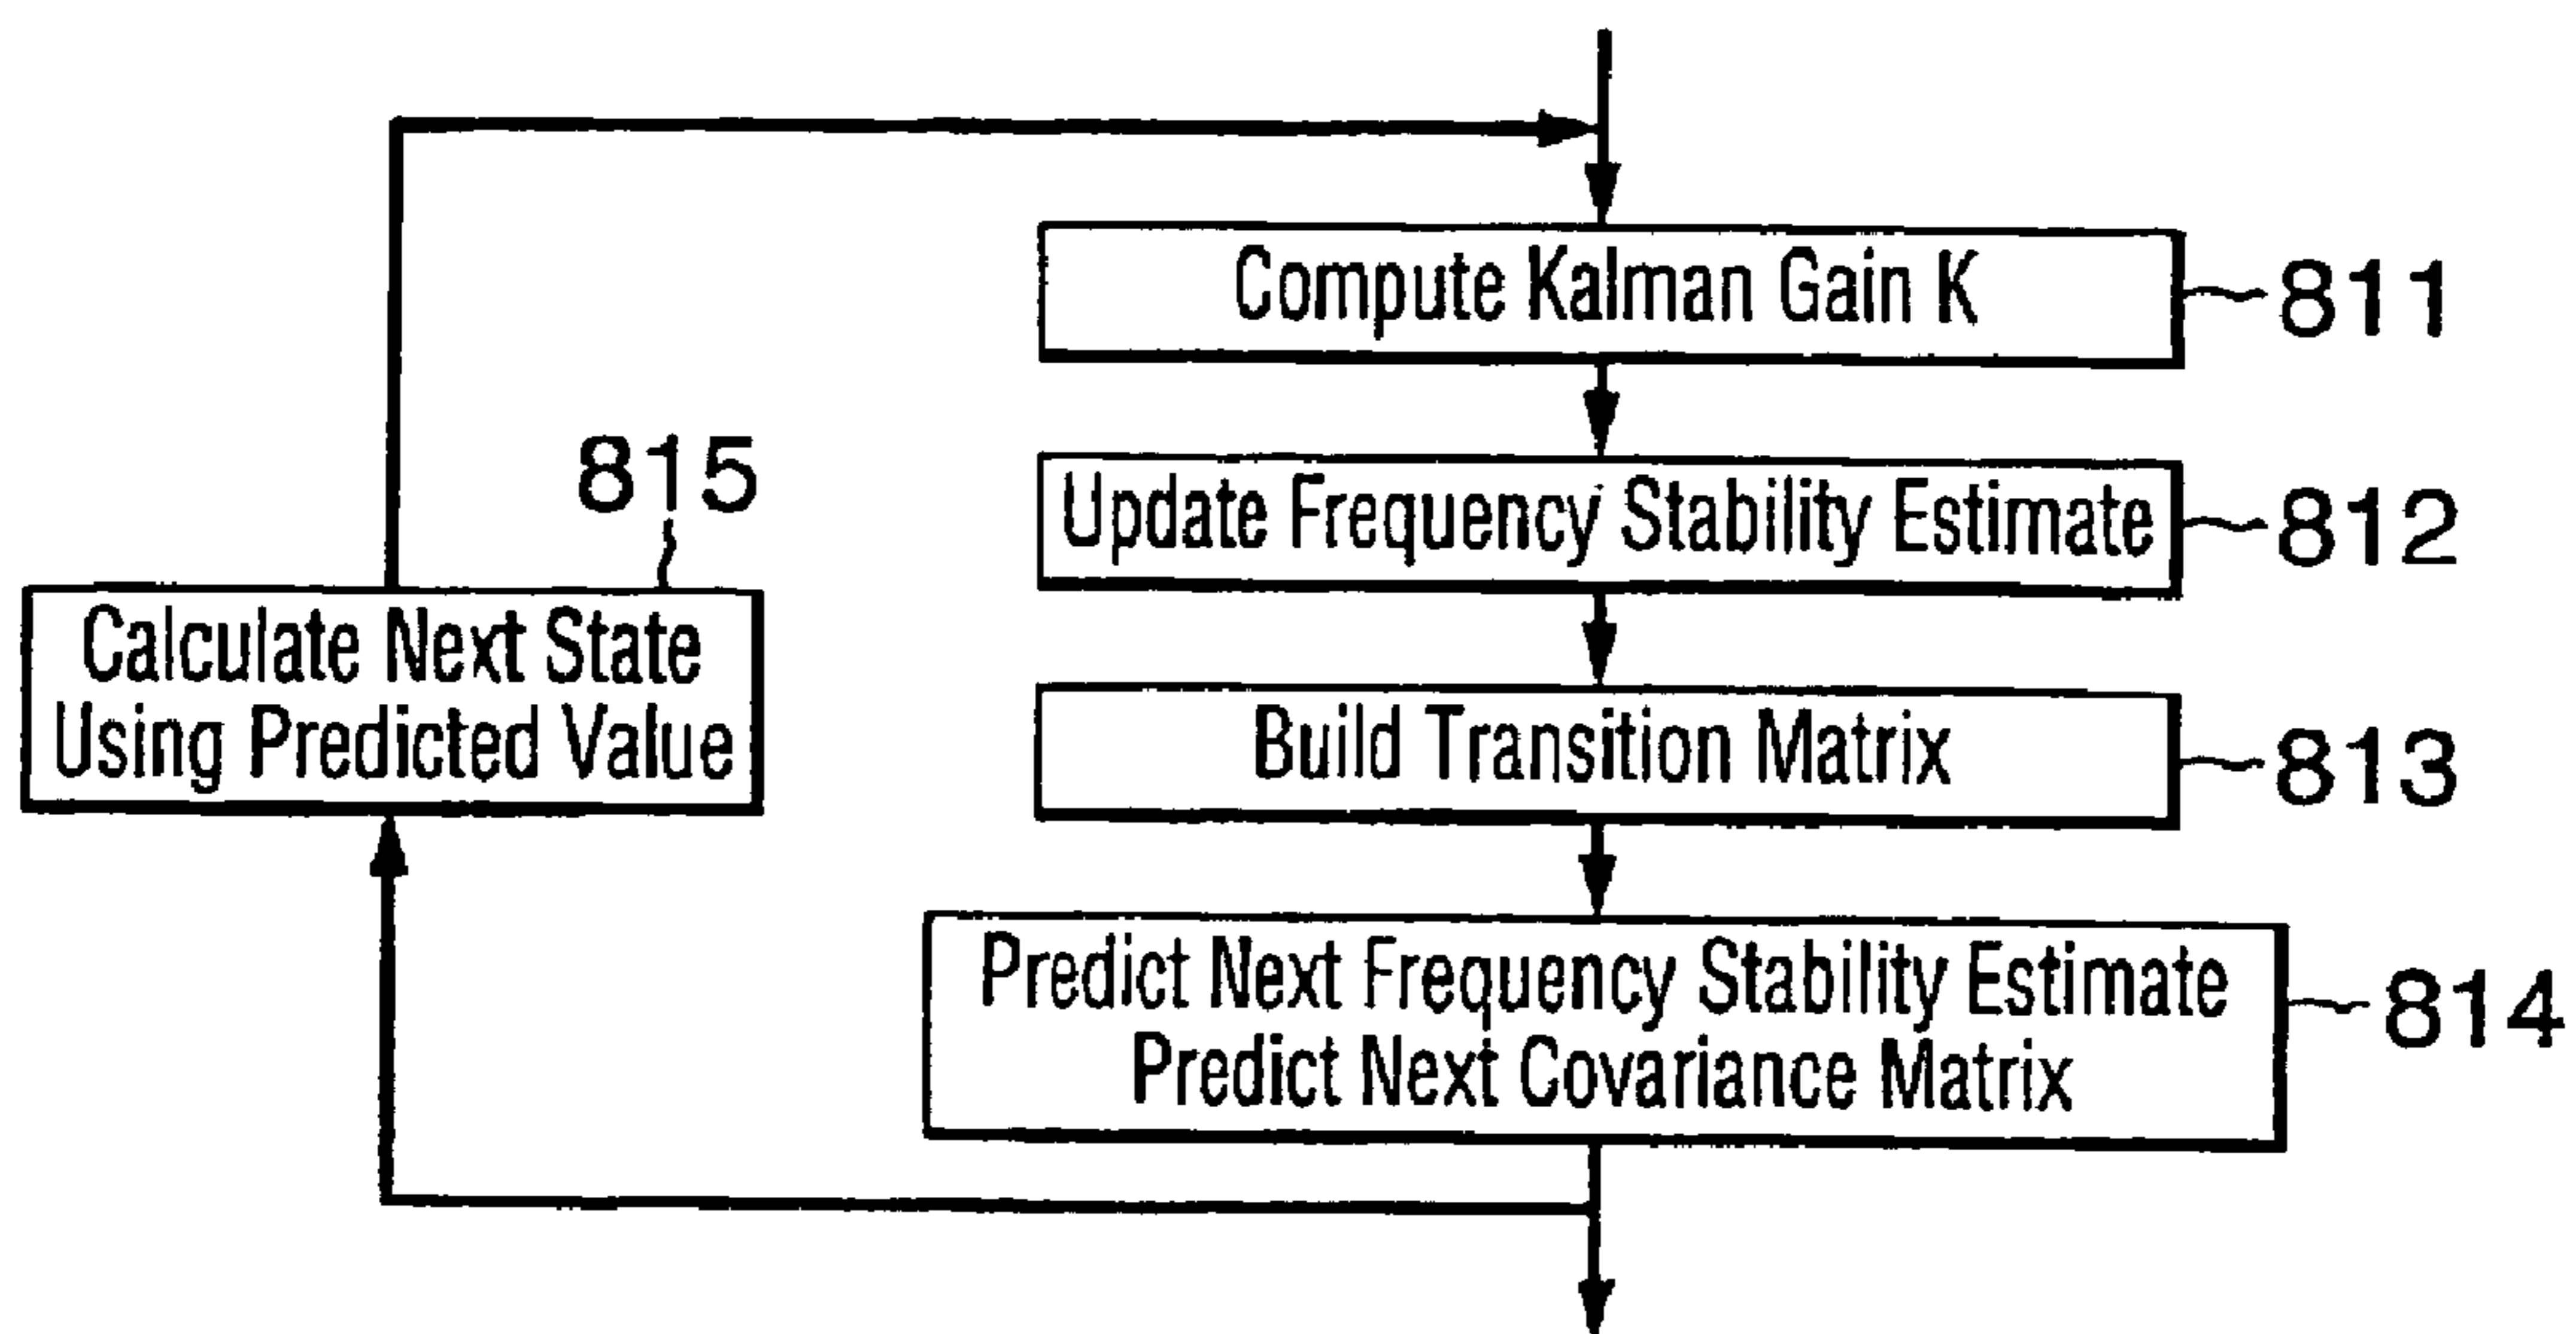 Compute Kalman Gain K
811
Update Frequency Stability Estimate
812
815
Calculate Next State
Using Predicted Value
Build Transition Matrix
813
Predict Next Frequency Stability Estimate
Predict Next Covariance Matrix
814